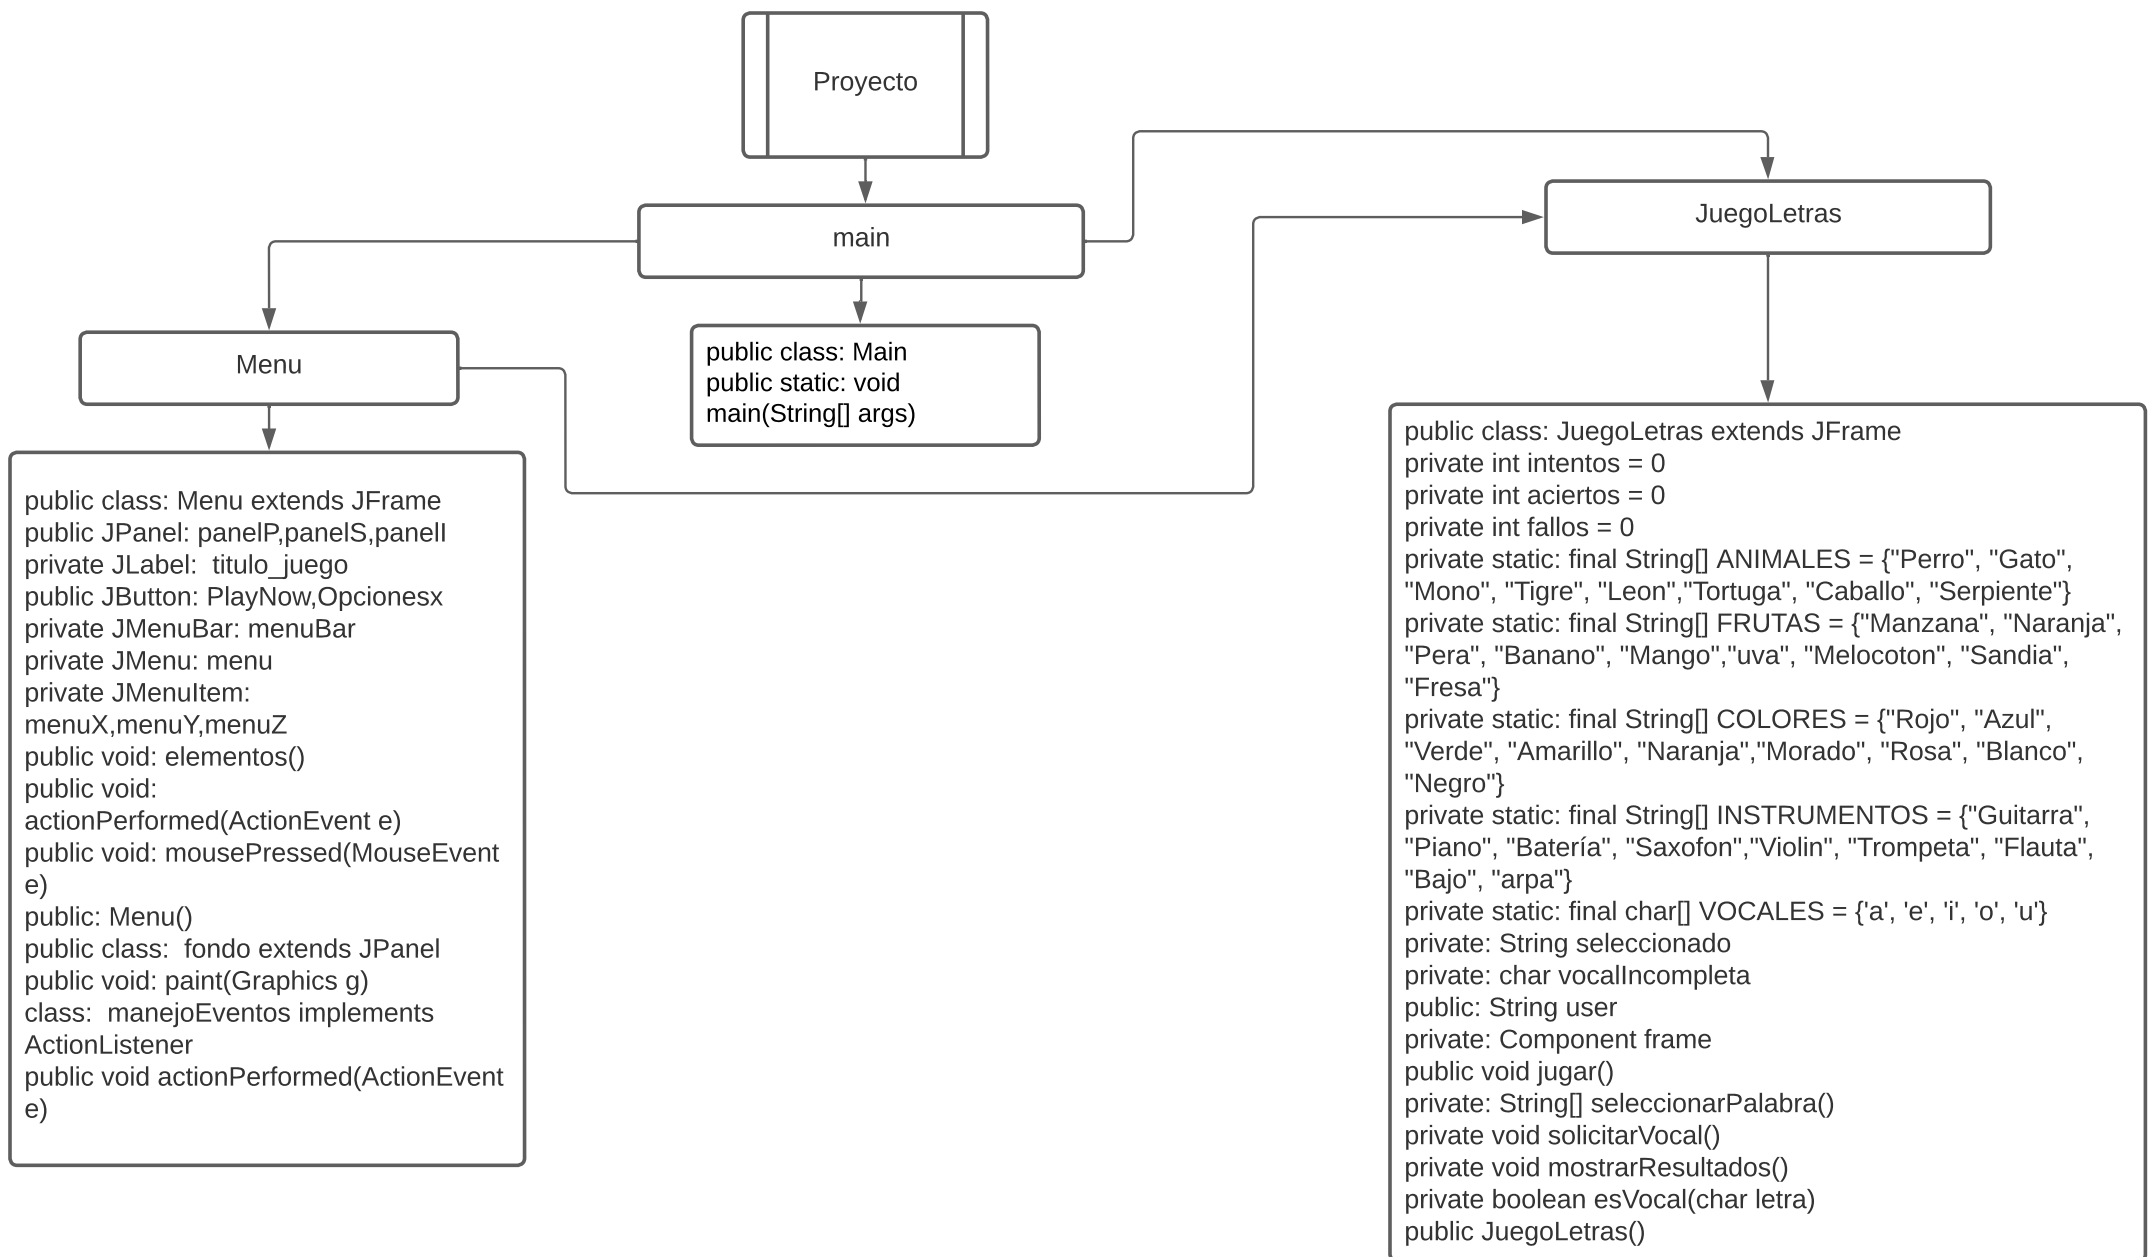 Proyecto
main
JuegoLetras
Menu
public class: Main
public static: void
main(String[] args)
public class: Menu extends JFrame
public JPanel: panelP,panelS,panelI
private JLabel:  titulo_juego
public JButton: PlayNow,Opcionesx
private JMenuBar: menuBar
private JMenu: menu
private JMenuItem:
menuX,menuY,menuZ
public void: elementos()
public void:
actionPerformed(ActionEvent e)
public void: mousePressed(MouseEvent
e)
public: Menu()
public class:  fondo extends JPanel
public void: paint(Graphics g)
class:  manejoEventos implements
ActionListener
public void actionPerformed(ActionEvent
e)
public class: JuegoLetras extends JFrame
private int intentos = 0
private int aciertos = 0
private int fallos = 0
private static: final String[] ANIMALES = {"Perro", "Gato",
"Mono", "Tigre", "Leon","Tortuga", "Caballo", "Serpiente"}
private static: final String[] FRUTAS = {"Manzana", "Naranja",
"Pera", "Banano", "Mango","uva", "Melocoton", "Sandia",
"Fresa"}
private static: final String[] COLORES = {"Rojo", "Azul",
"Verde", "Amarillo", "Naranja","Morado", "Rosa", "Blanco",
"Negro"}
private static: final String[] INSTRUMENTOS = {"Guitarra",
"Piano", "Batería", "Saxofon","Violin", "Trompeta", "Flauta",
"Bajo", "arpa"}
private static: final char[] VOCALES = {'a', 'e', 'i', 'o', 'u'}
private: String seleccionado
private: char vocalIncompleta
public: String user
private: Component frame
public void jugar()
private: String[] seleccionarPalabra()
private void solicitarVocal()
private void mostrarResultados()
private boolean esVocal(char letra)
public JuegoLetras()